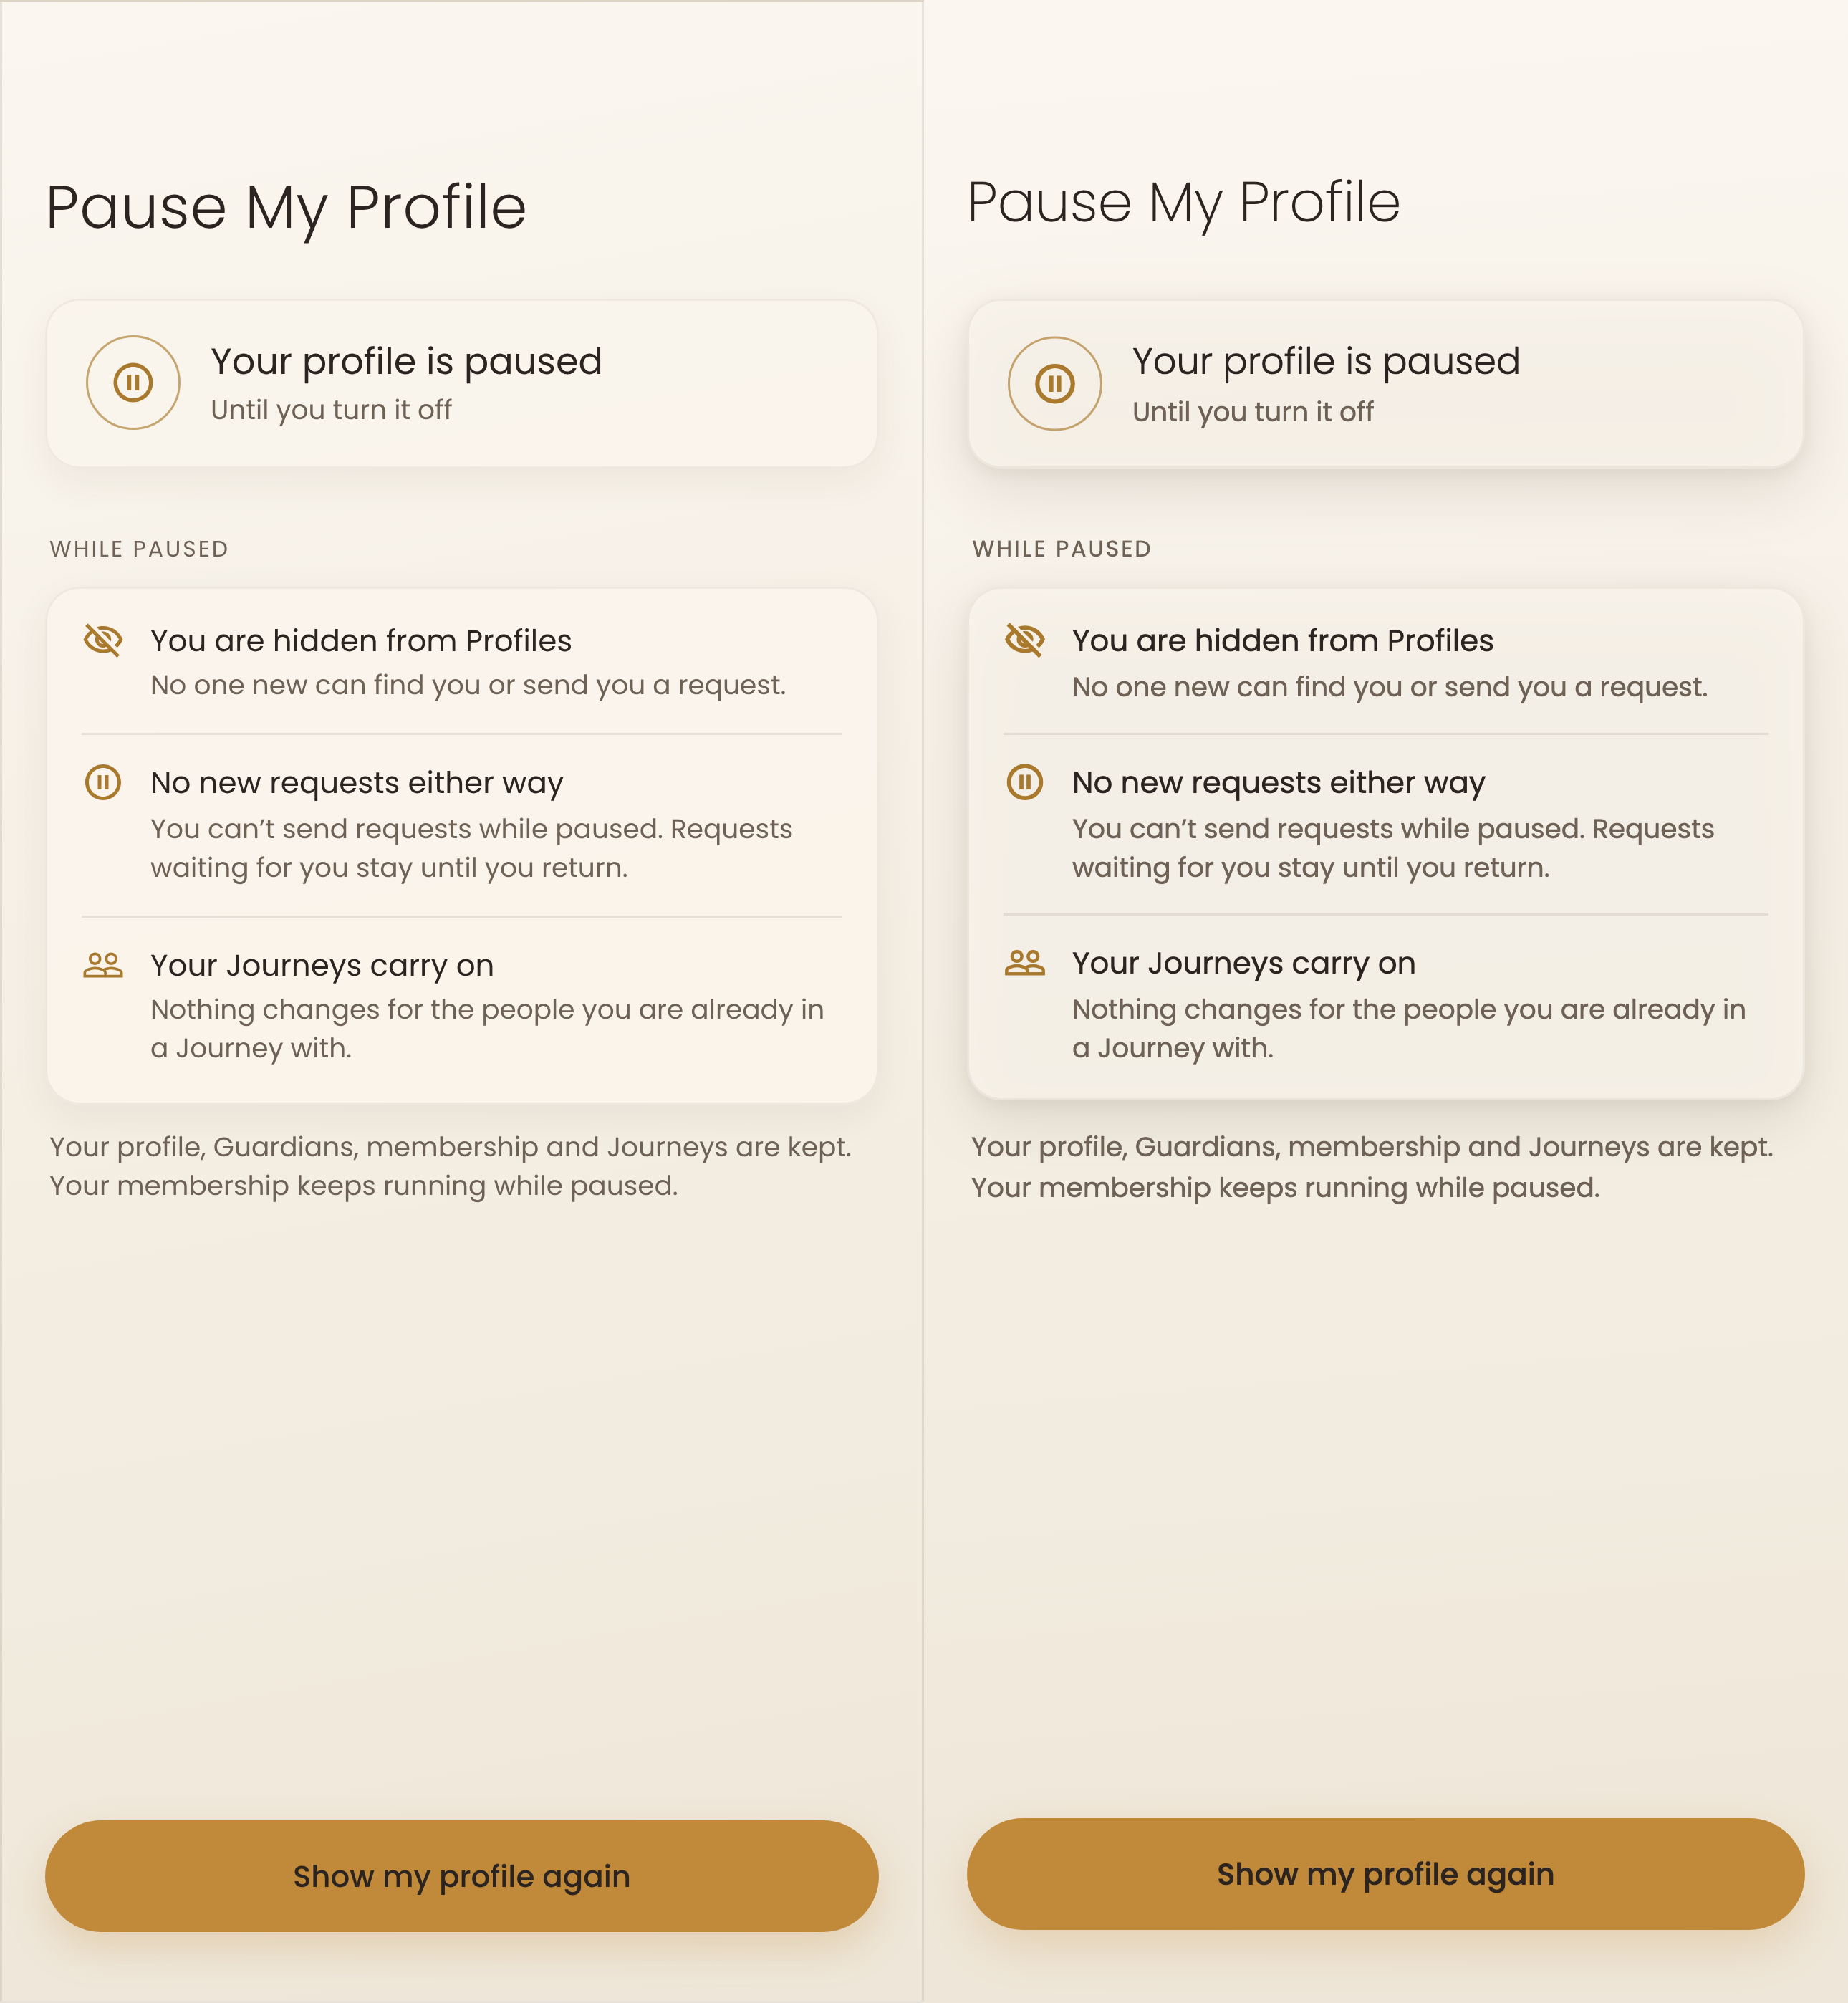 Pause My Profile
Your profile is paused
Until you turn it off
WHILE PAUSED
You are hidden from Profiles
No one new can find you or send you a request.
No new requests either way
You can’t send requests while paused. Requests
waiting for you stay until you return.
Your Journeys carry on
Nothing changes for the people you are already in
a Journey with.
Your profile, Guardians, membership and Journeys are kept.
Your membership keeps running while paused.
Show my profile again
Pause My Profile
Your profile is paused
Until you turn it off
WHILE PAUSED
You are hidden from Profiles
No one new can find you or send you a request.
No new requests either way
You can’t send requests while paused. Requests
waiting for you stay until you return.
Your Journeys carry on
Nothing changes for the people you are already in
a Journey with.
Your profile, Guardians, membership and Journeys are kept.
Your membership keeps running while paused.
Show my profile again